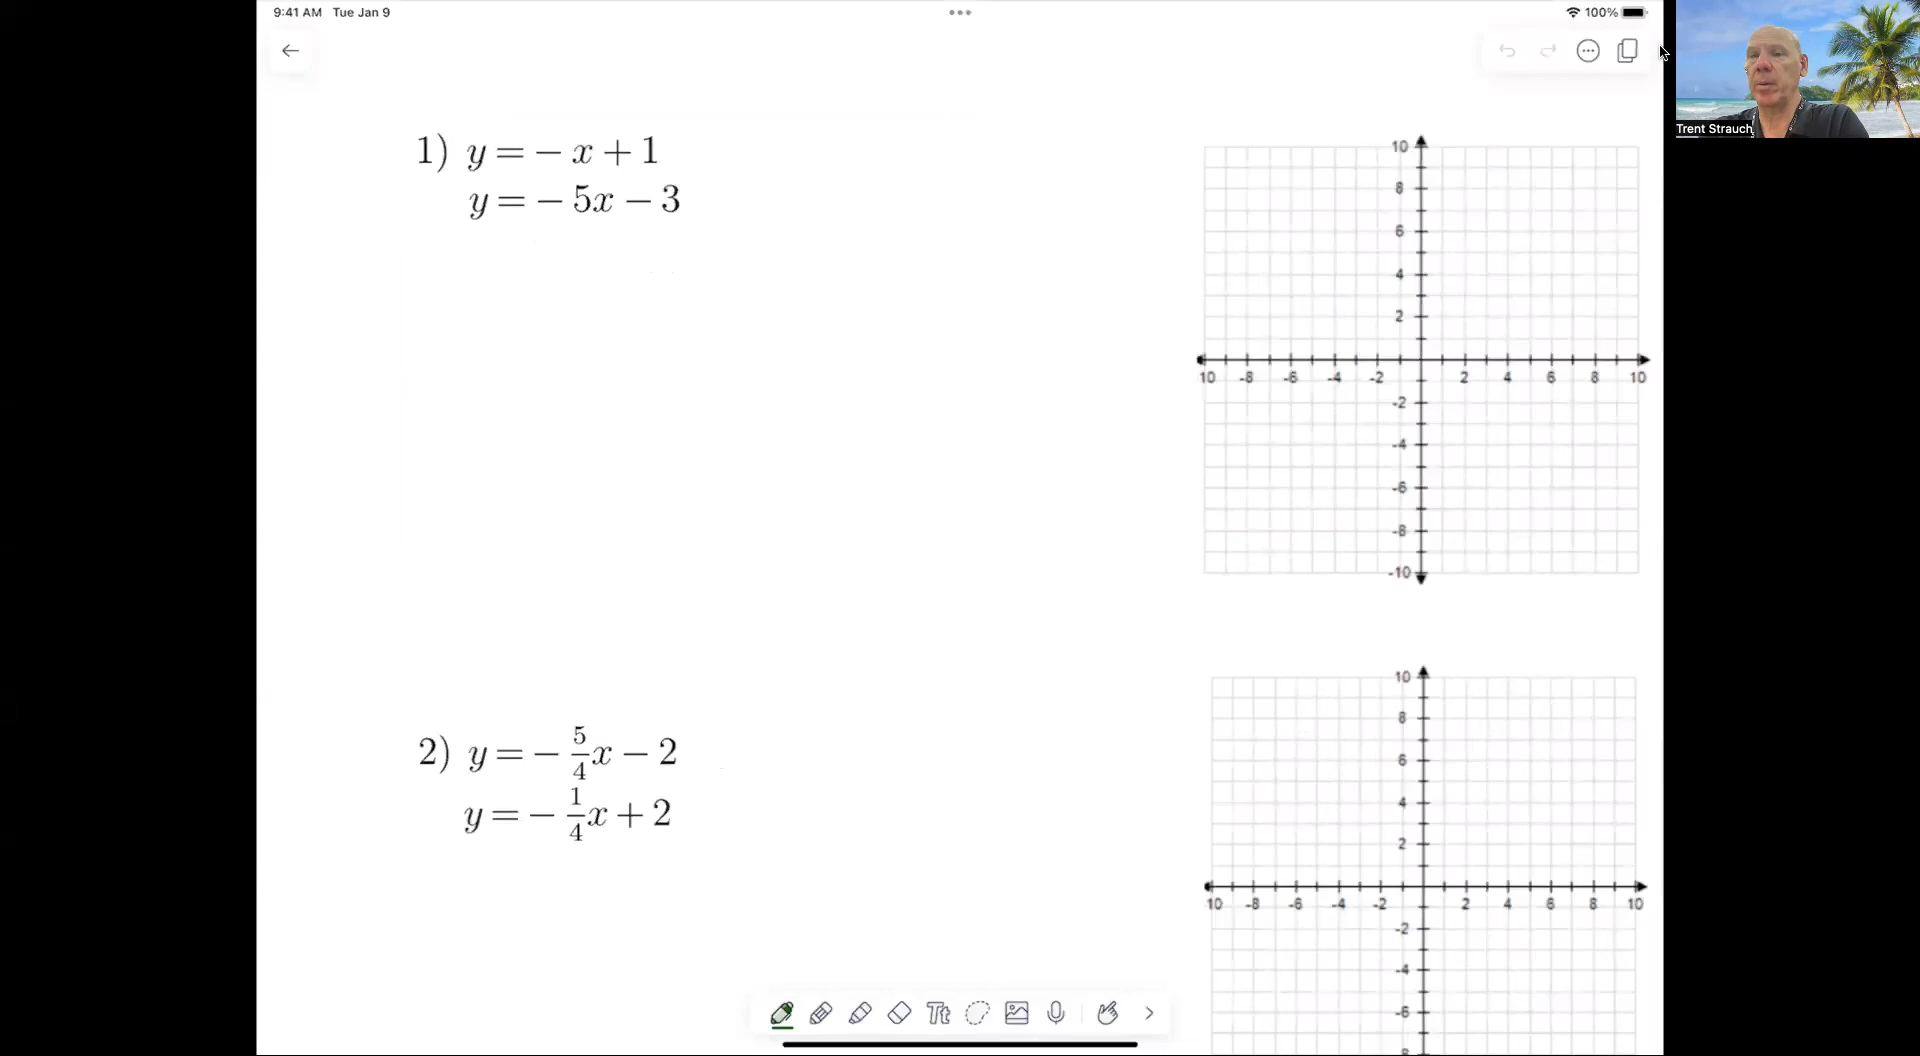 9:41 AM Tue Jan 9
100%
Trent Strauch
1) y = - x + 1
y = - 5x - 3
10
8
6
4
2
10 -8 -6 -4 -2 2 4 6 8 10
-2
-4
-6
-8
-10
2) y = - 5/4 x - 2
y = - 1/4 x + 2
10
8
6
4
2
10 -8 -6 -4 -2 2 4 6 8 10
-2
-4
-6
8
Tt